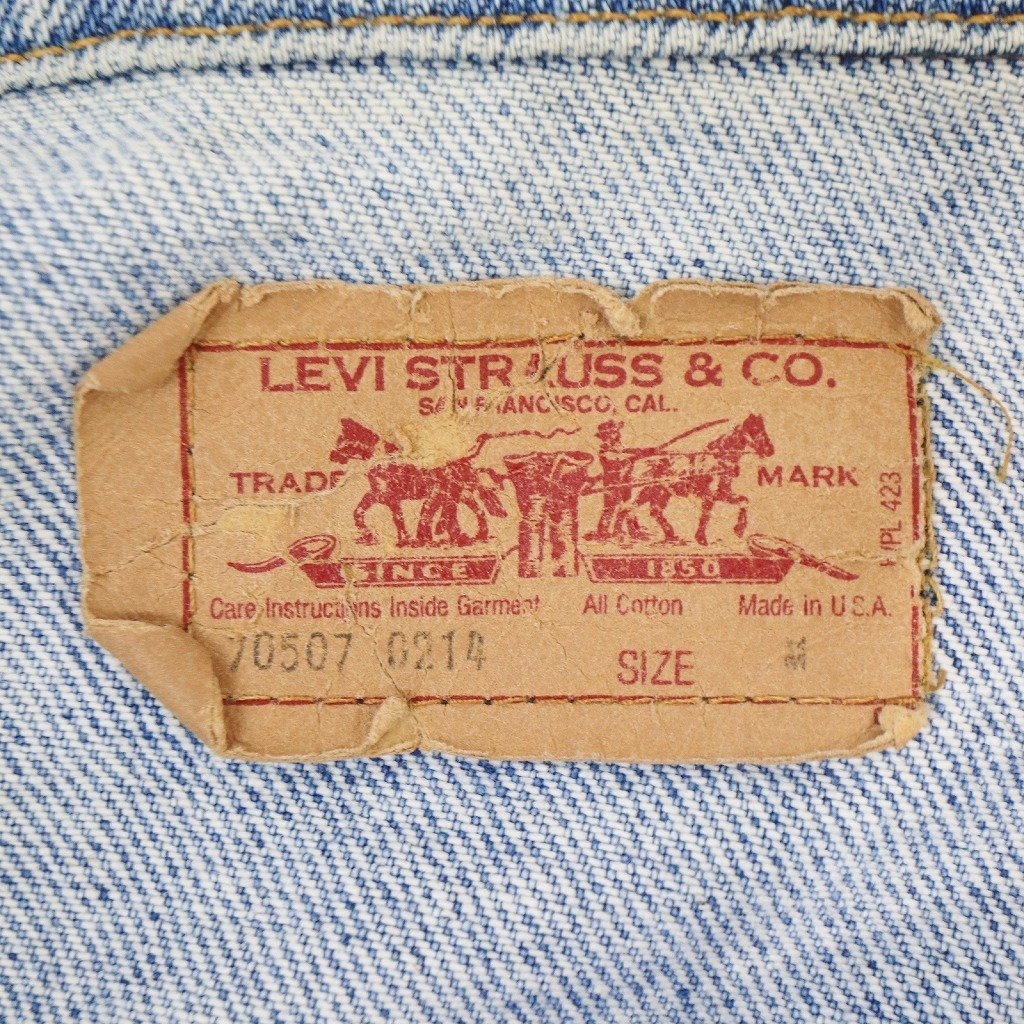 LEVI STRAUSS & CO.
SAN FRANCISCO, CAL.
TRADE MARK
SINCE 1850
WPL 423
Care Instructions Inside Garment All Cotton Made in U.S.A.
70507 0214 SIZE M